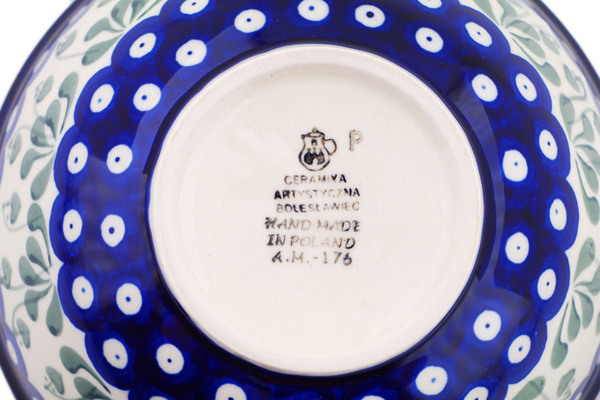 P
CERAMIKA
ARTYSTYCZNA
BOLESŁAWIEC
HAND MADE
IN POLAND
A.M.-176